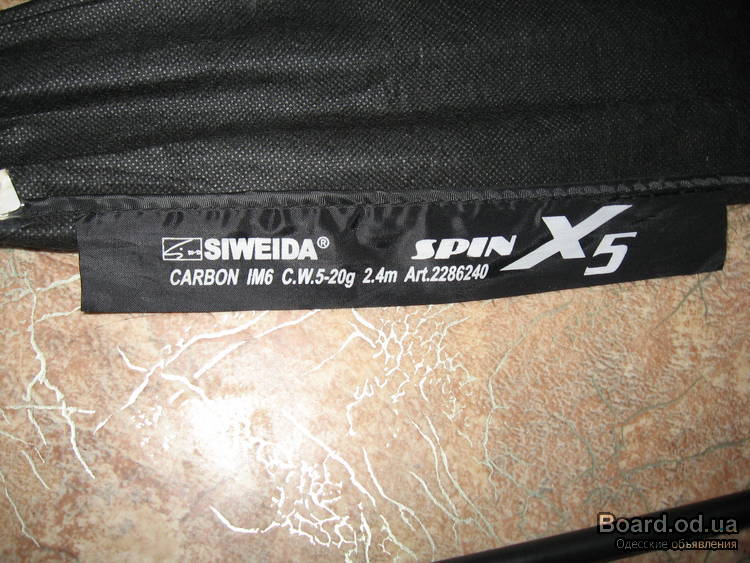 SIWEIDA® SPIN X5
CARBON IM6 C.W.5-20g 2.4m Art.2286240
Board.od.ua
Одесские объявления